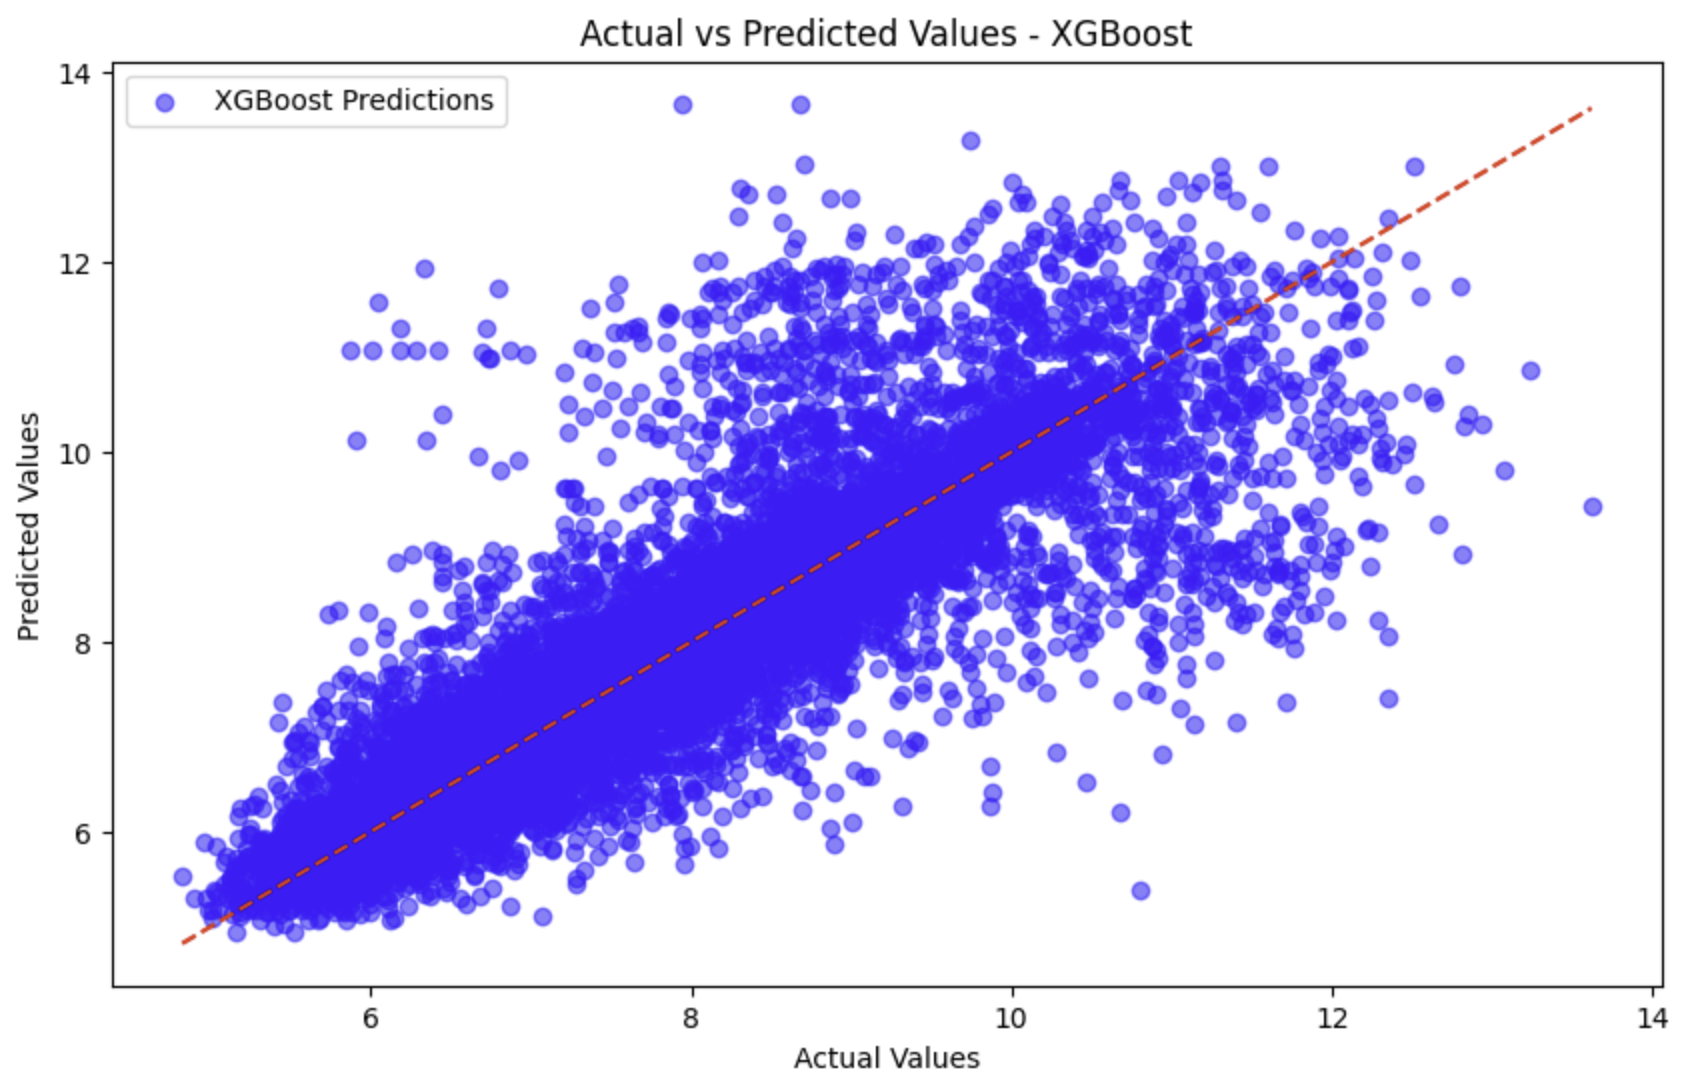 Actual vs Predicted Values - XGBoost
XGBoost Predictions
Predicted Values
14
12
10
8
6
6
8
10
12
14
Actual Values